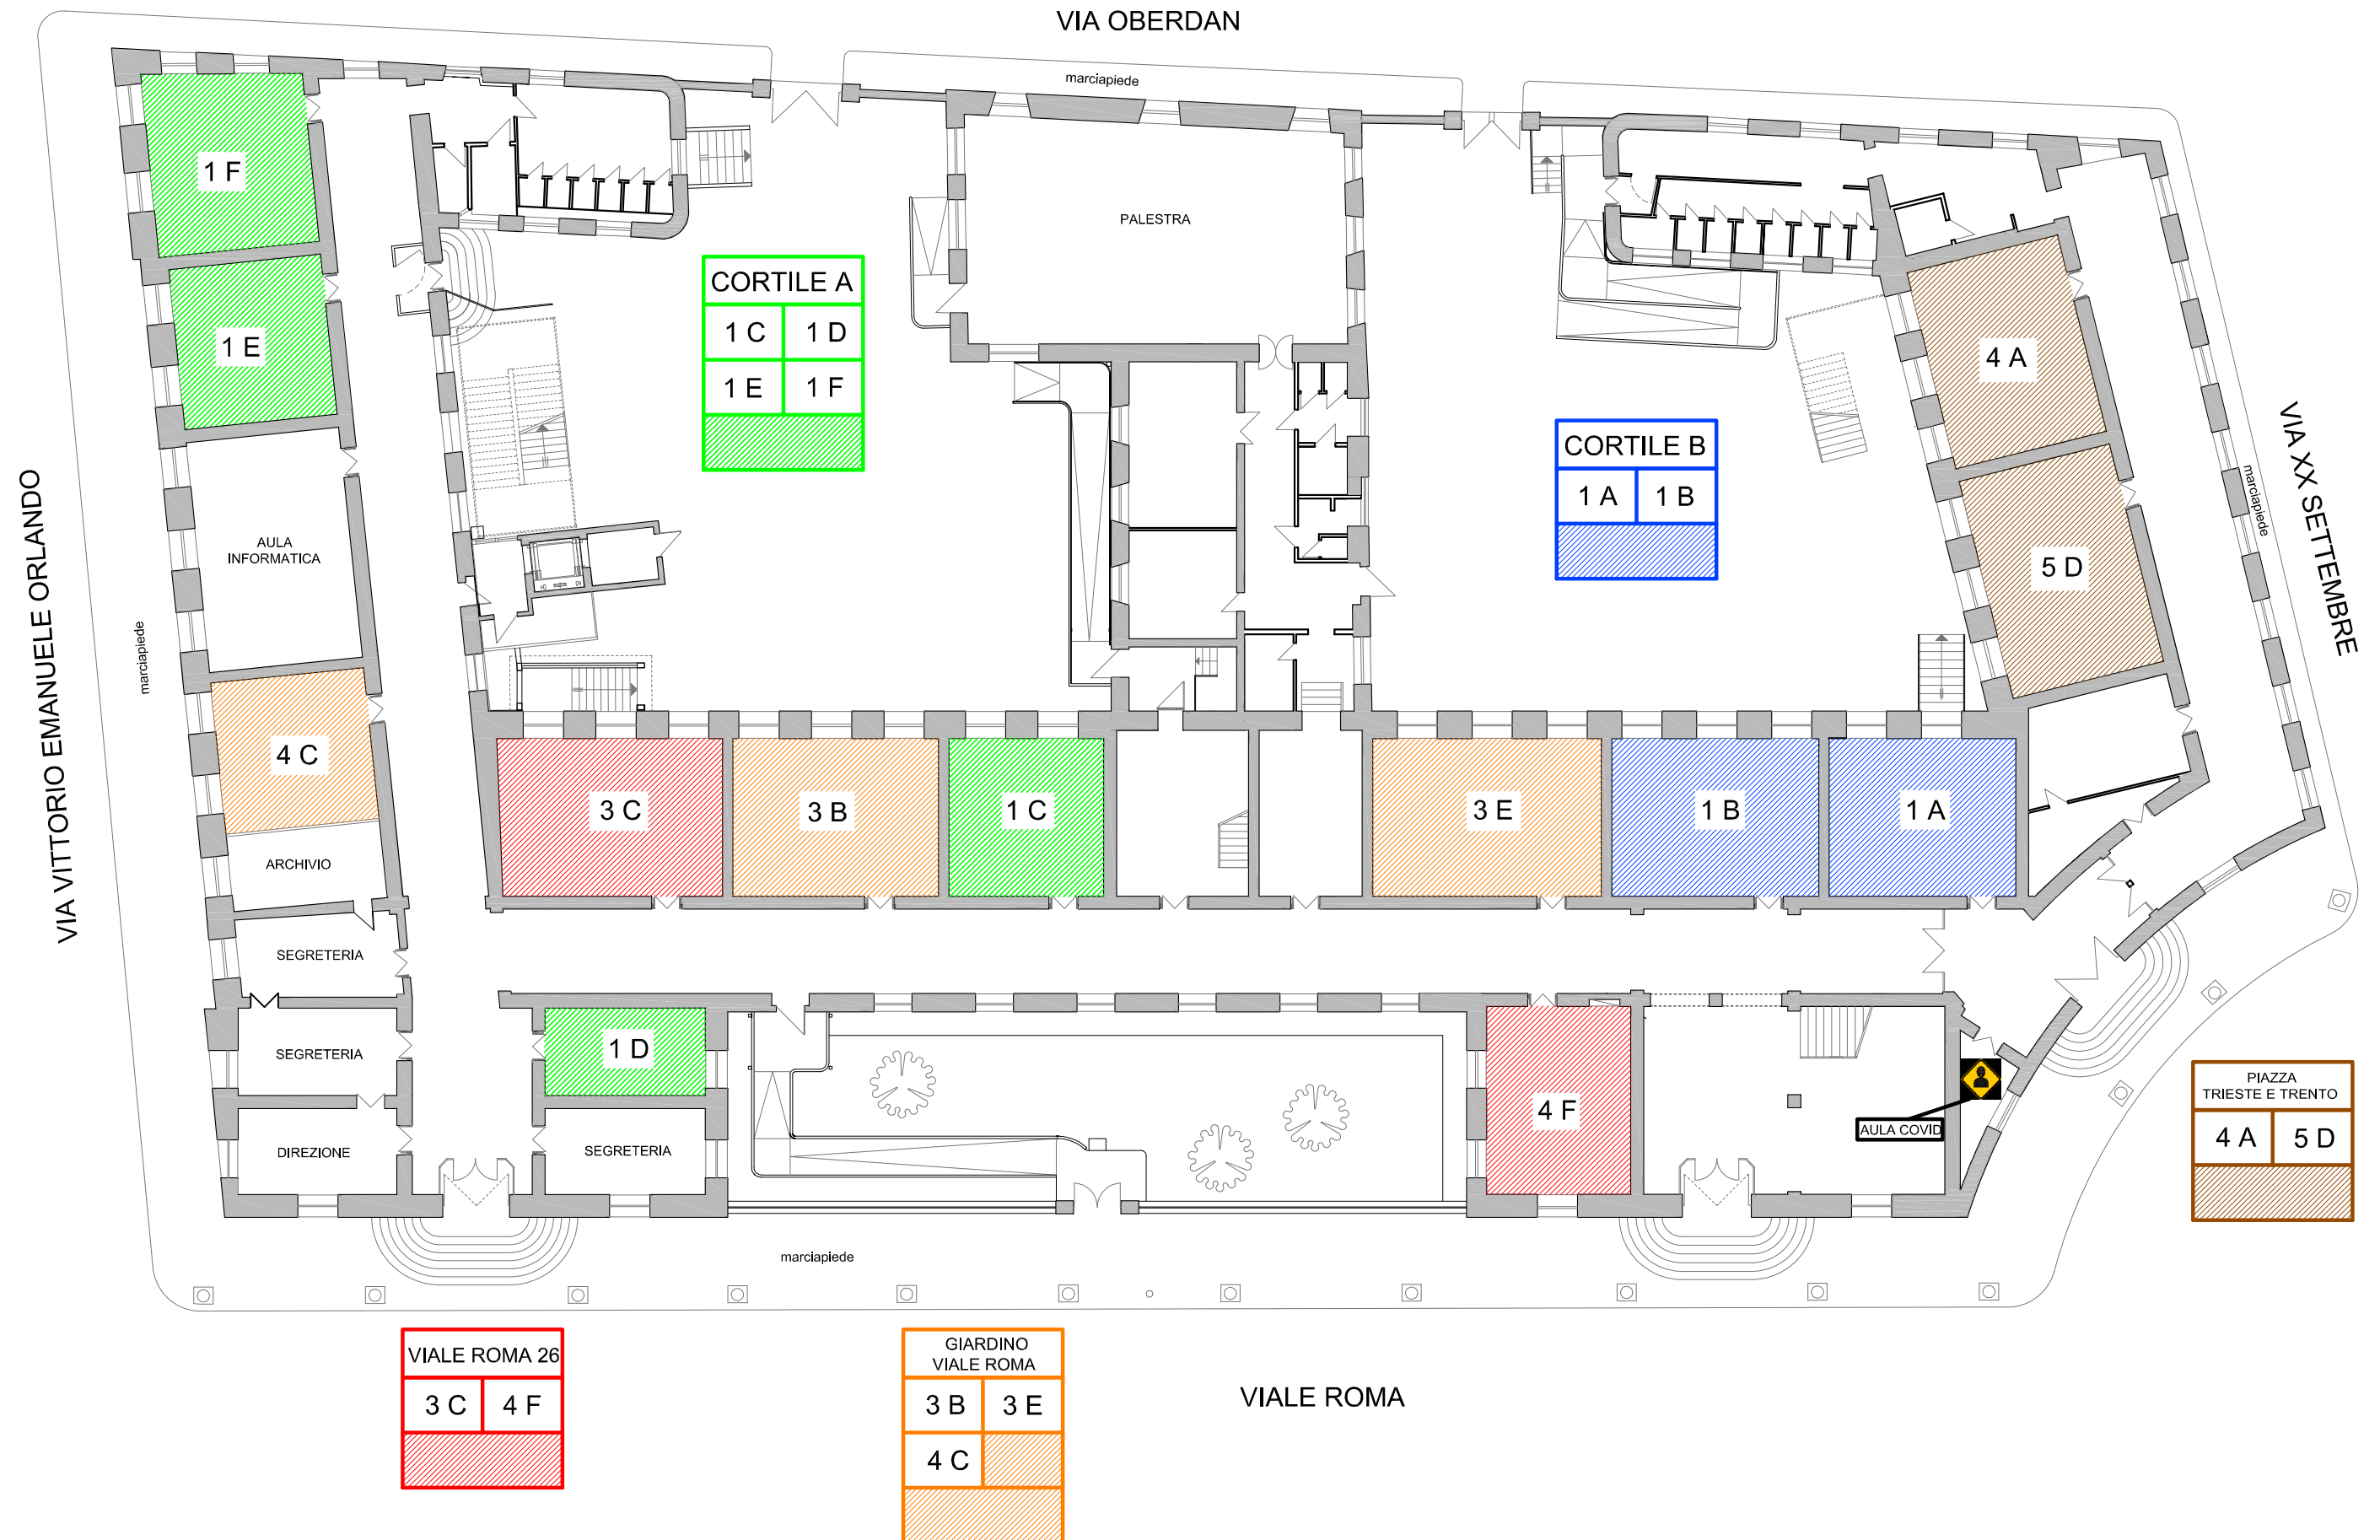 VIA OBERDAN
marciapiede
1 F
PALESTRA
CORTILE A
1 C 1 D
1 E 1 F
1 E
4 A
CORTILE B
1 A 1 B
VIA XX SETTEMBRE
marciapiede
VIA VITTORIO EMANUELE ORLANDO
marciapiede
AULA
INFORMATICA
5 D
4 C
3 C
3 B
1 C
3 E
1 B
1 A
ARCHIVIO
SEGRETERIA
SEGRETERIA
1 D
DIREZIONE
SEGRETERIA
4 F
AULA COVID
PIAZZA
TRIESTE E TRENTO
4 A 5 D
marciapiede
VIALE ROMA 26
3 C 4 F
GIARDINO
VIALE ROMA
3 B 3 E
4 C
VIALE ROMA